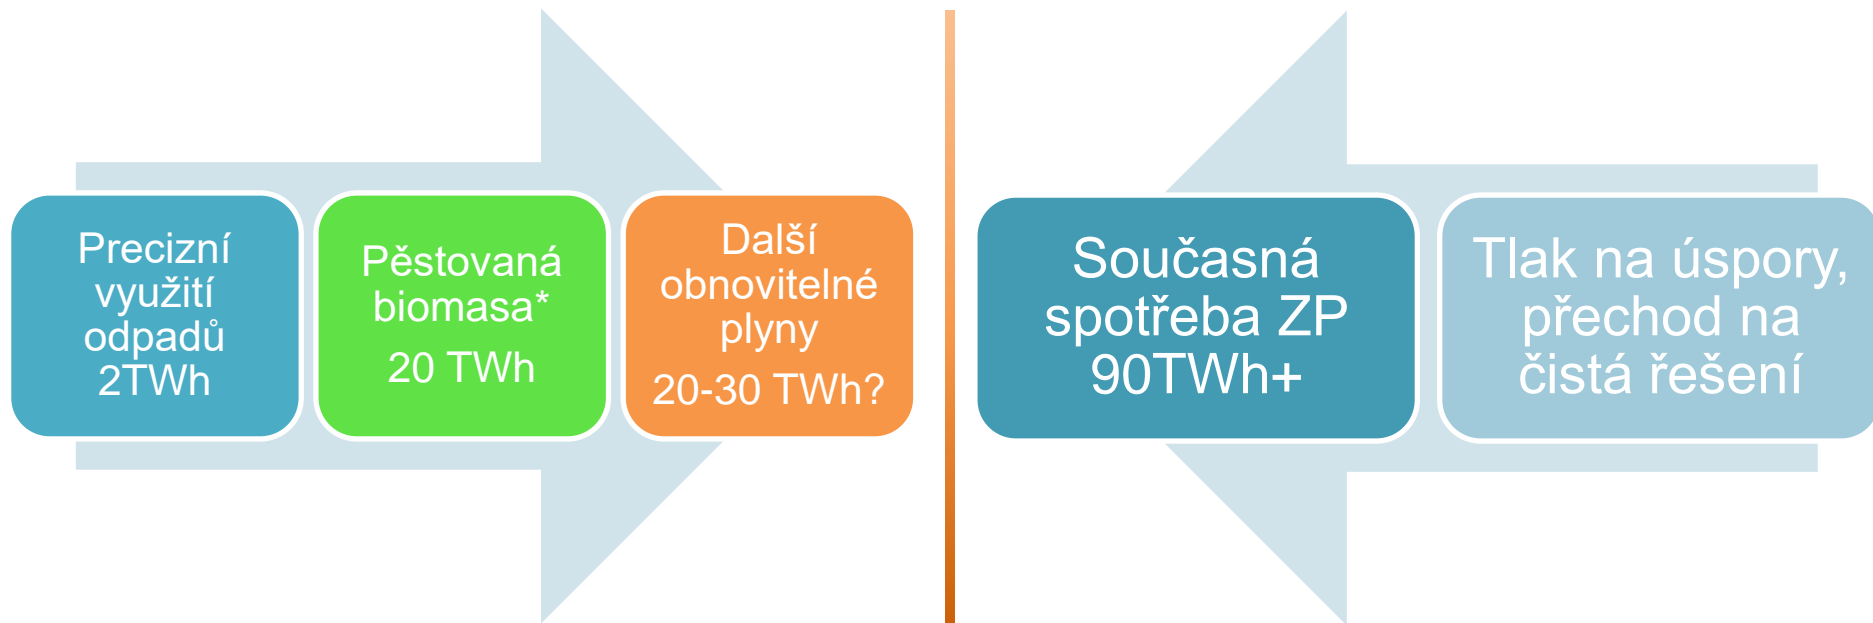 Precizní
využití
odpadů
2TWh
Pěstovaná
biomasa*
20 TWh
Další
obnovitelné
plyny
20-30 TWh?
Současná
spotřeba ZP
90TWh+
Tlak na úspory,
přechod na
čistá řešení